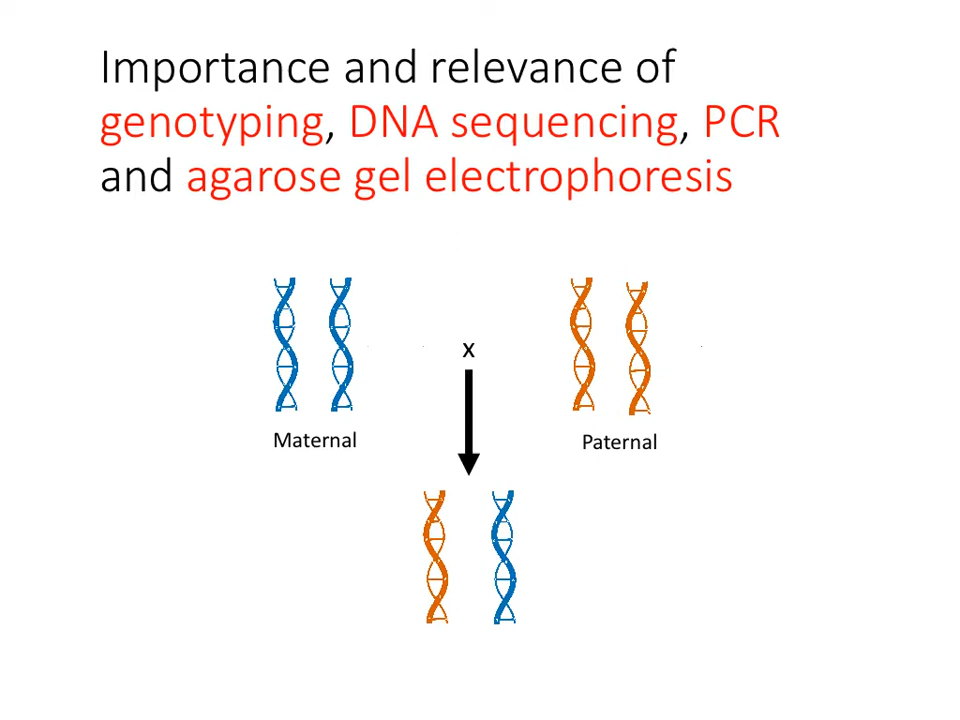 Importance and relevance of
genotyping, DNA sequencing, PCR
and agarose gel electrophoresis
x
Maternal
Paternal